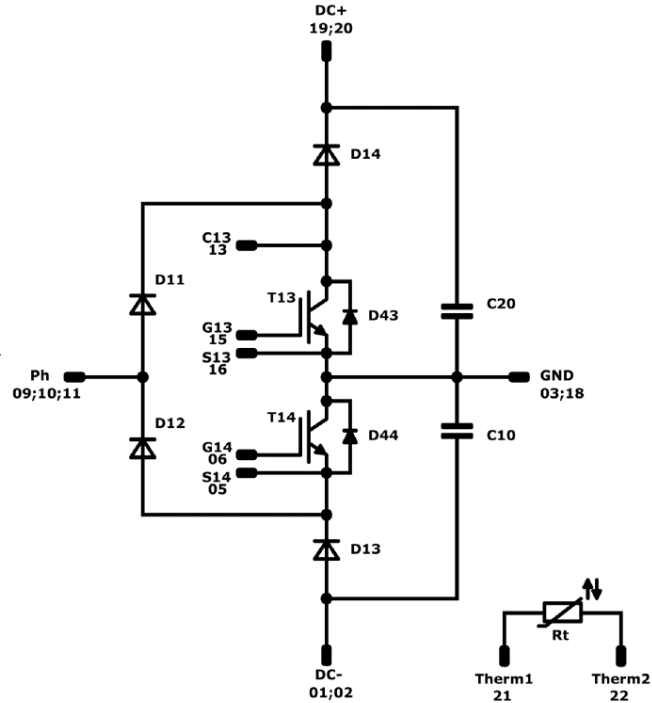 DC+
19;20
D14
C13
13
D11
T13
D43
C20
G13
15
S13
16
Ph
09;10;11
GND
03;18
D12
T14
D44
C10
G14
06
S14
05
D13
Rt
DC-
01;02
Therm1
21
Therm2
22